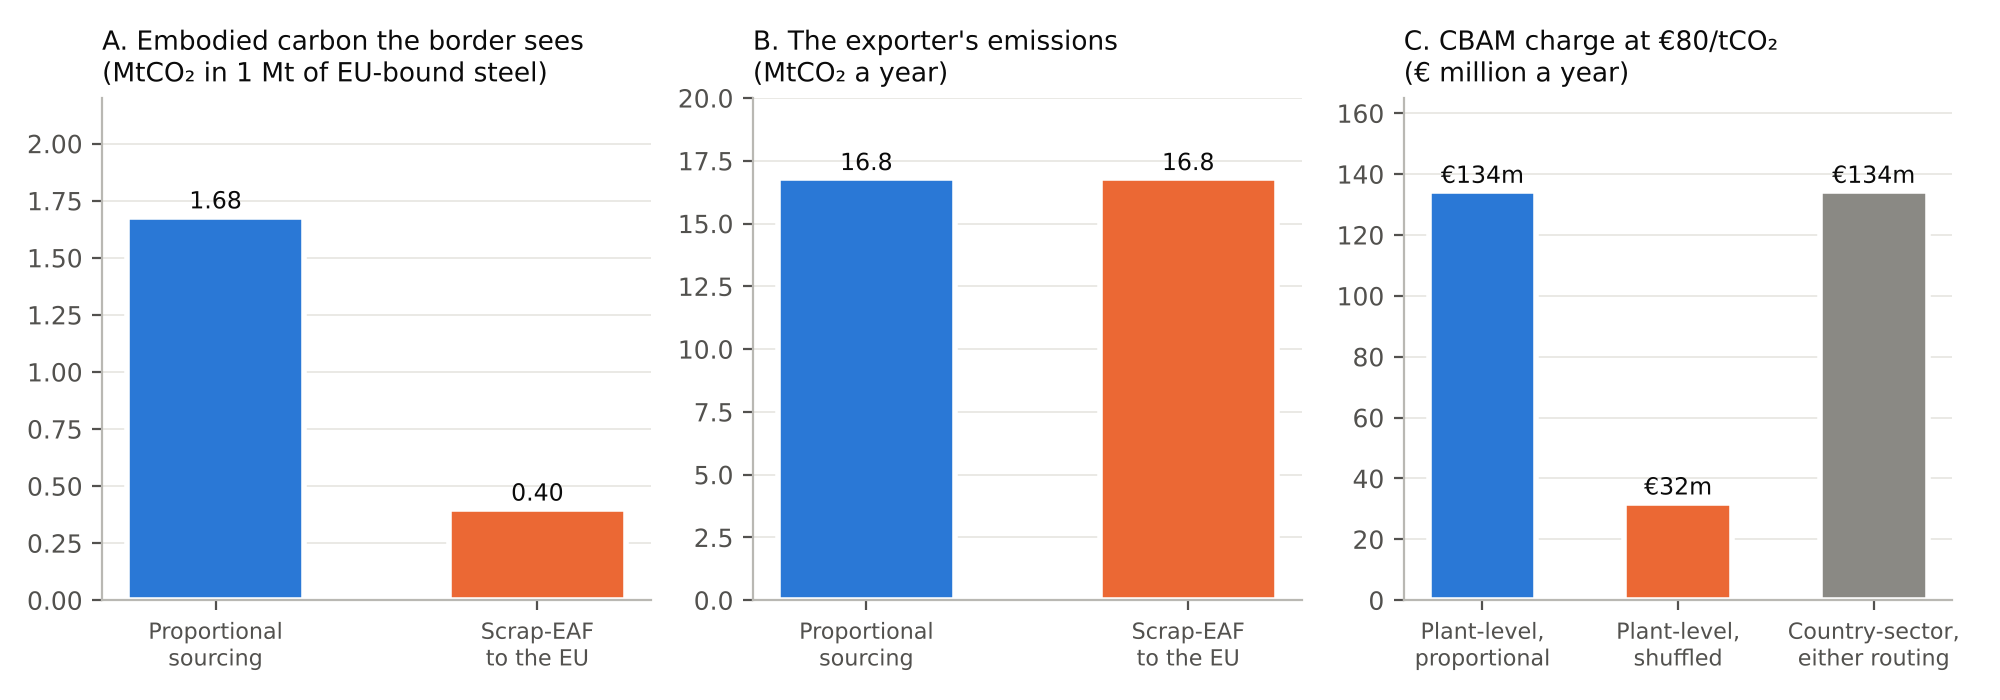 A. Embodied carbon the border sees
(MtCO₂ in 1 Mt of EU-bound steel)
2.00
1.75
1.50
1.25
1.00
0.75
0.50
0.25
0.00
1.68
0.40
Proportional
sourcing
Scrap-EAF
to the EU
B. The exporter's emissions
(MtCO₂ a year)
20.0
17.5
15.0
12.5
10.0
7.5
5.0
2.5
0.0
16.8
16.8
Proportional
sourcing
Scrap-EAF
to the EU
C. CBAM charge at €80/tCO₂
(€ million a year)
160
140
120
100
80
60
40
20
0
€134m
€32m
€134m
Plant-level,
proportional
Plant-level,
shuffled
Country-sector,
either routing